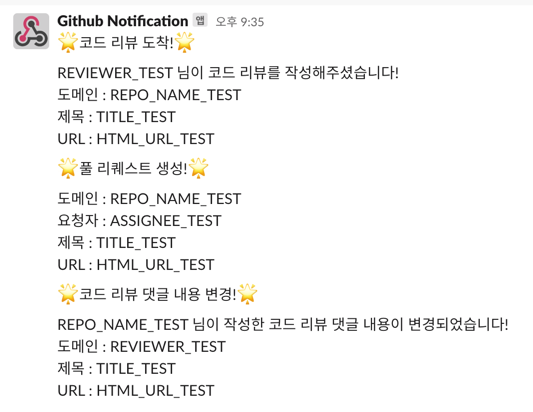 Github Notification 앱 오후 9:35
🌟코드 리뷰 도착!🌟
REVIEWER_TEST 님이 코드 리뷰를 작성해주셨습니다!
도메인 : REPO_NAME_TEST
제목 : TITLE_TEST
URL : HTML_URL_TEST
🌟풀 리퀘스트 생성!🌟
도메인 : REPO_NAME_TEST
요청자 : ASSIGNEE_TEST
제목 : TITLE_TEST
URL : HTML_URL_TEST
🌟코드 리뷰 댓글 내용 변경!🌟
REPO_NAME_TEST 님이 작성한 코드 리뷰 댓글 내용이 변경되었습니다!
도메인 : REVIEWER_TEST
제목 : TITLE_TEST
URL : HTML_URL_TEST